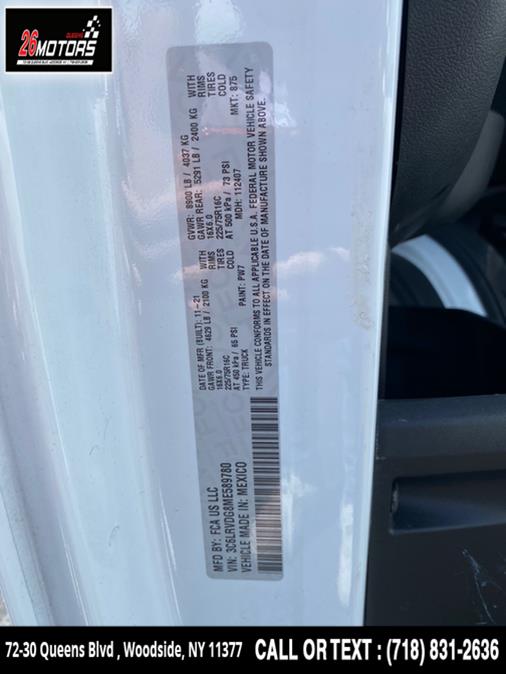 QUEENS
26 MOTORS
MFD BY: FCA US LLC
VIN: 3C6LRVDG8ME589780
VEHICLE MADE IN: MEXICO
DATE OF MFR (BUILT): 11-21
GAWR FRONT: 4629 LB / 2100 KG WITH
16X6.0 RIMS
225/75R16C TIRES
AT 450 kPa / 65 PSI COLD
TYPE: TRUCK
PAINT: PW7
GVWR: 8900 LB / 4037 KG
GAWR REAR: 5291 LB / 2400 KG WITH
16X6.0 RIMS
225/75R16C TIRES
AT 500 kPa / 73 PSI COLD
MDH: 112407
MKT: 875
THIS VEHICLE CONFORMS TO ALL APPLICABLE U.S.A. FEDERAL MOTOR VEHICLE SAFETY
STANDARDS IN EFFECT ON THE DATE OF MANUFACTURE SHOWN ABOVE.
72-30 Queens Blvd , Woodside, NY 11377
CALL OR TEXT : (718) 831-2636